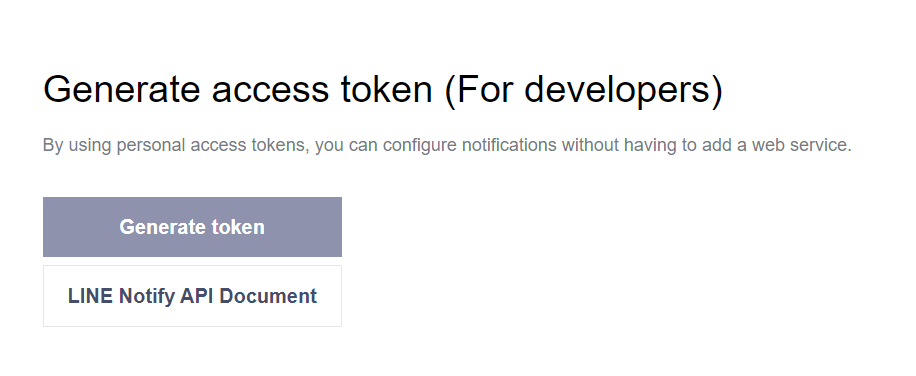 Generate access token (For developers)
By using personal access tokens, you can configure notifications without having to add a web service.
Generate token
LINE Notify API Document